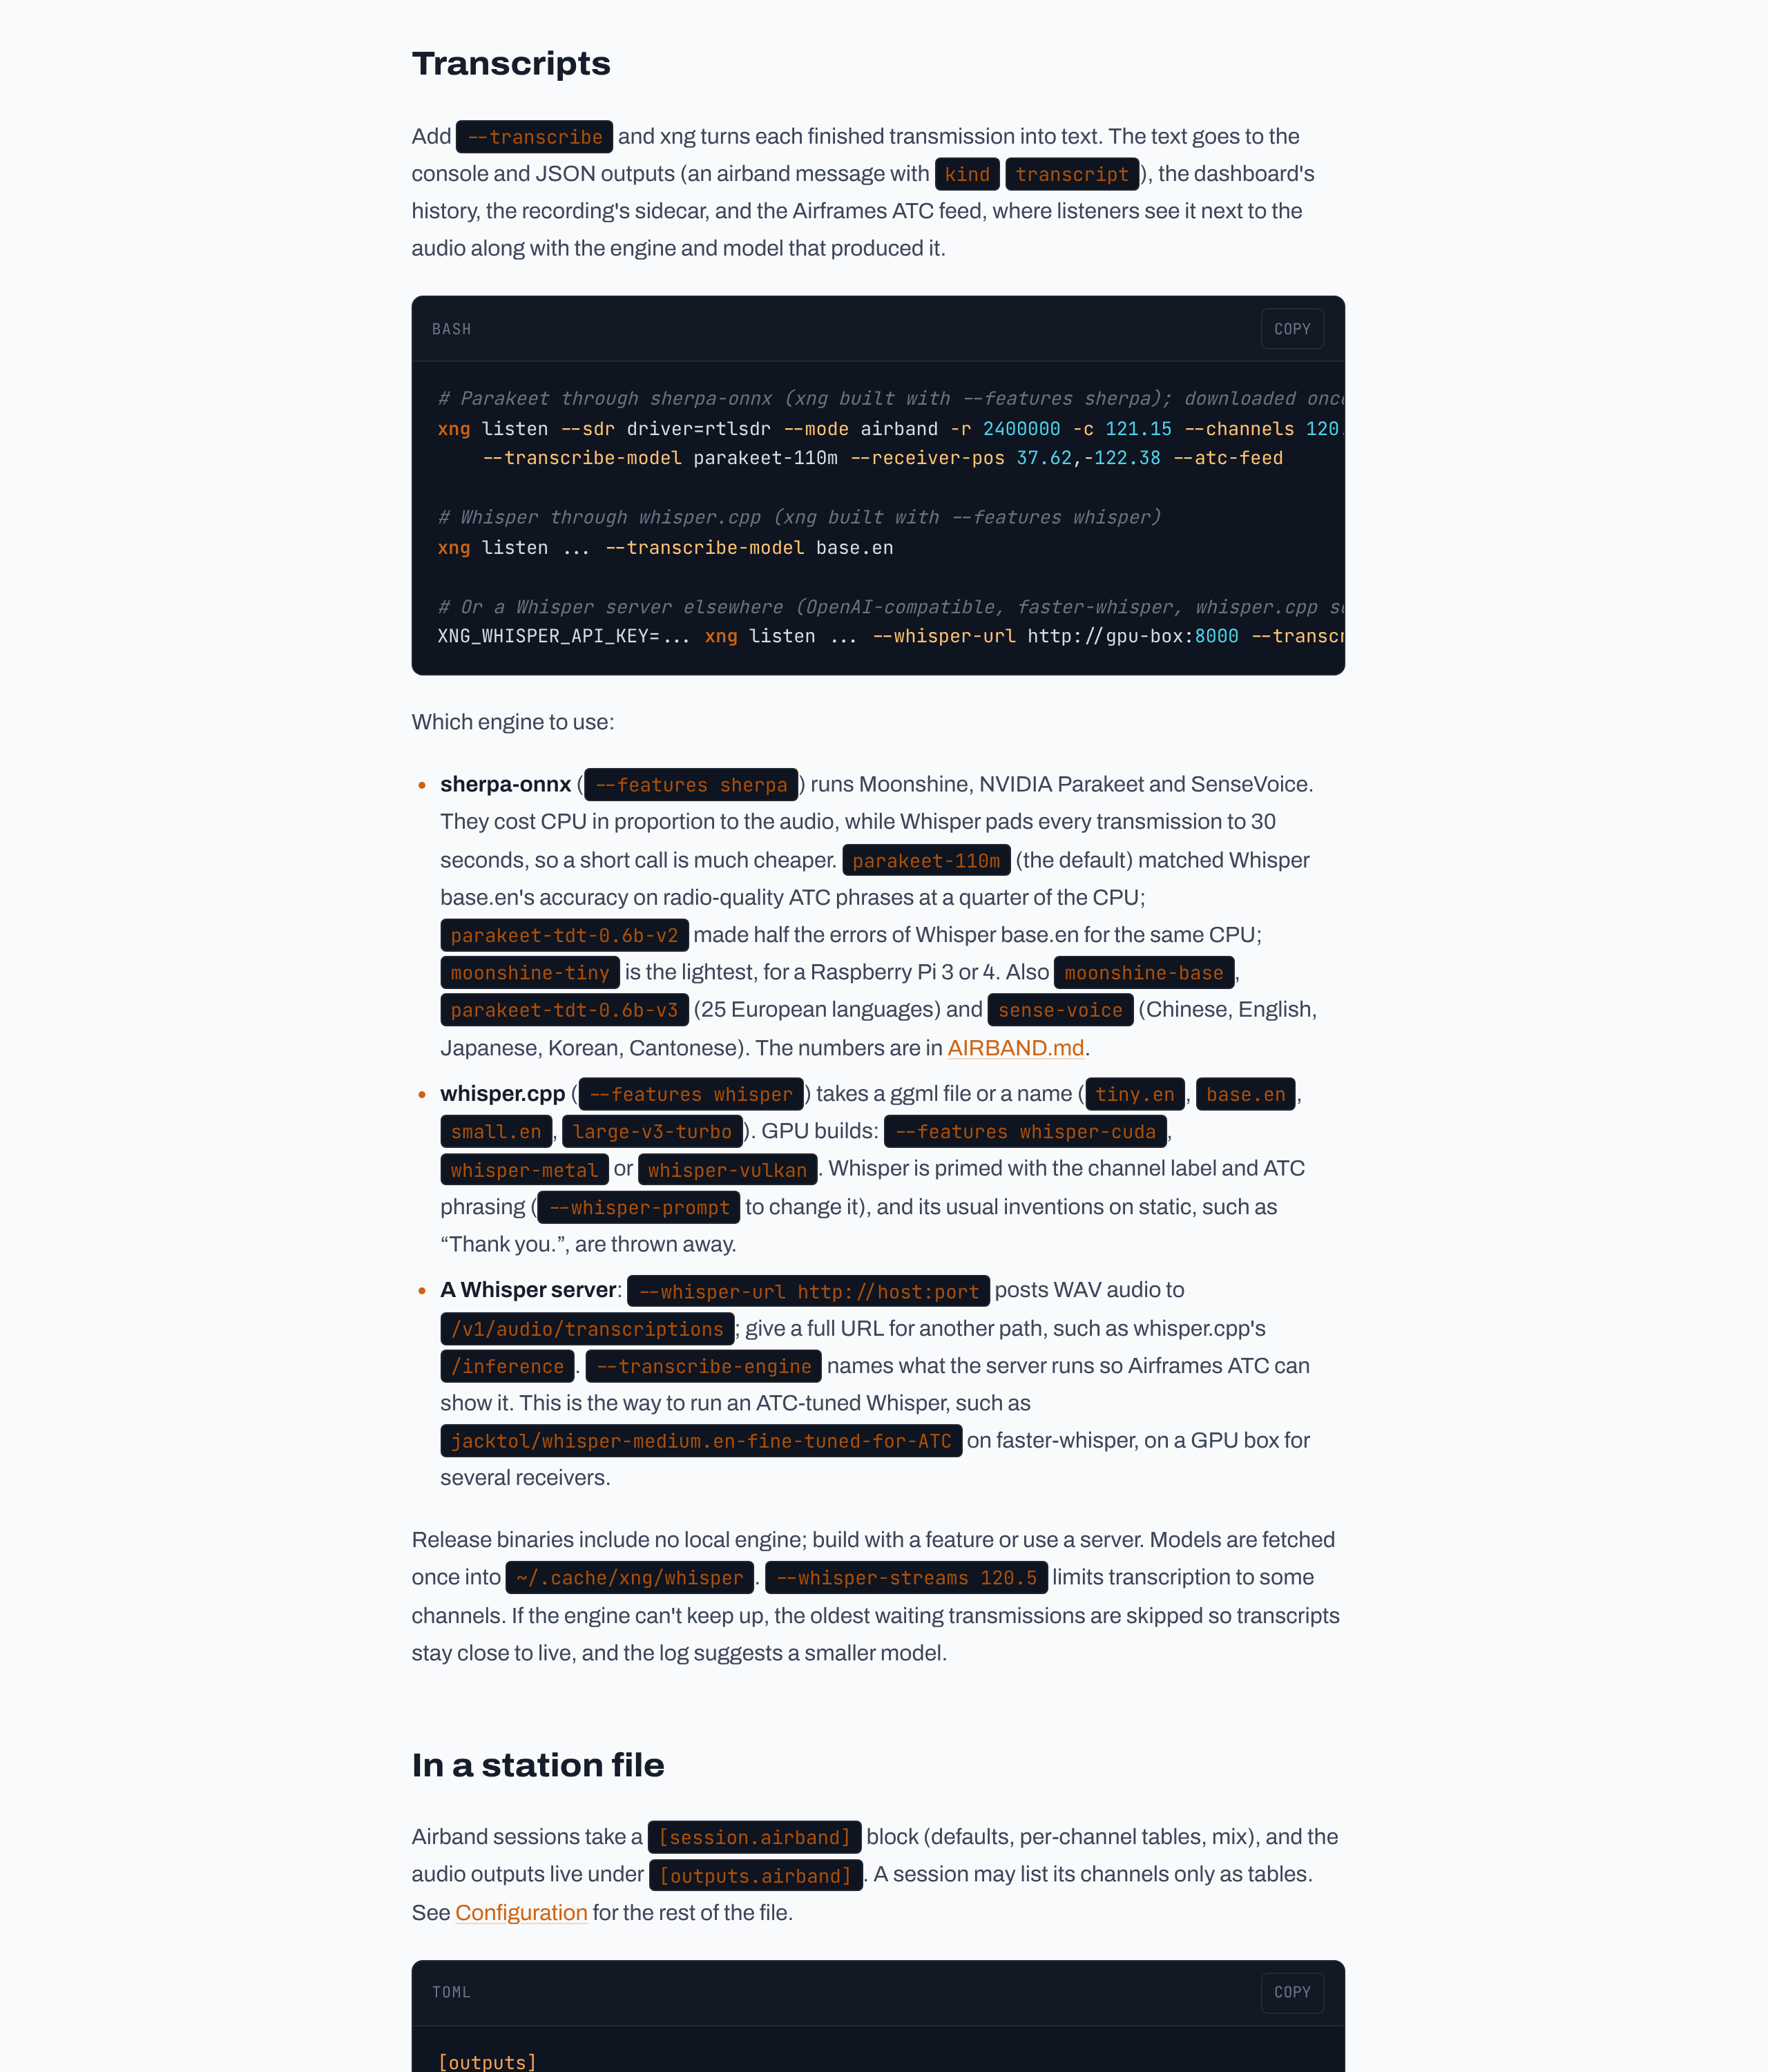 Transcripts
Add --transcribe and xng turns each finished transmission into text. The text goes to the
console and JSON outputs (an airband message with kind transcript), the dashboard's
history, the recording's sidecar, and the Airframes ATC feed, where listeners see it next to the
audio along with the engine and model that produced it.
BASH
COPY
# Parakeet through sherpa-onnx (xng built with --features sherpa); downloaded once
xng listen --sdr driver=rtlsdr --mode airband -r 2400000 -c 121.15 --channels 120.
--transcribe-model parakeet-110m --receiver-pos 37.62,-122.38 --atc-feed
# Whisper through whisper.cpp (xng built with --features whisper)
xng listen ... --transcribe-model base.en
# Or a Whisper server elsewhere (OpenAI-compatible, faster-whisper, whisper.cpp
XNG_WHISPER_API_KEY=... xng listen ... --whisper-url http://gpu-box:8000 --transcr
Which engine to use:
• sherpa-onnx (--features sherpa) runs Moonshine, NVIDIA Parakeet and SenseVoice.
They cost CPU in proportion to the audio, while Whisper pads every transmission to 30
seconds, so a short call is much cheaper. parakeet-110m (the default) matched Whisper
base.en's accuracy on radio-quality ATC phrases at a quarter of the CPU;
parakeet-tdt-0.6b-v2 made half the errors of Whisper base.en for the same CPU;
moonshine-tiny is the lightest, for a Raspberry Pi 3 or 4. Also moonshine-base,
parakeet-tdt-0.6b-v3 (25 European languages) and sense-voice (Chinese, English,
Japanese, Korean, Cantonese). The numbers are in AIRBAND.md.
• whisper.cpp (--features whisper) takes a ggml file or a name (tiny.en, base.en,
small.en, large-v3-turbo). GPU builds: --features whisper-cuda,
whisper-metal or whisper-vulkan. Whisper is primed with the channel label and ATC
phrasing (--whisper-prompt to change it), and its usual inventions on static, such as
“Thank you.”, are thrown away.
• A Whisper server: --whisper-url http://host:port posts WAV audio to
/v1/audio/transcriptions; give a full URL for another path, such as whisper.cpp's
/inference. --transcribe-engine names what the server runs so Airframes ATC can
show it. This is the way to run an ATC-tuned Whisper, such as
jacktol/whisper-medium.en-fine-tuned-for-ATC on faster-whisper, on a GPU box for
several receivers.
Release binaries include no local engine; build with a feature or use a server. Models are fetched
once into ~/.cache/xng/whisper. --whisper-streams 120.5 limits transcription to some
channels. If the engine can't keep up, the oldest waiting transmissions are skipped so transcripts
stay close to live, and the log suggests a smaller model.
In a station file
Airband sessions take a [session.airband] block (defaults, per-channel tables, mix), and the
audio outputs live under [outputs.airband]. A session may list its channels only as tables.
See Configuration for the rest of the file.
TOML
COPY
[outputs]